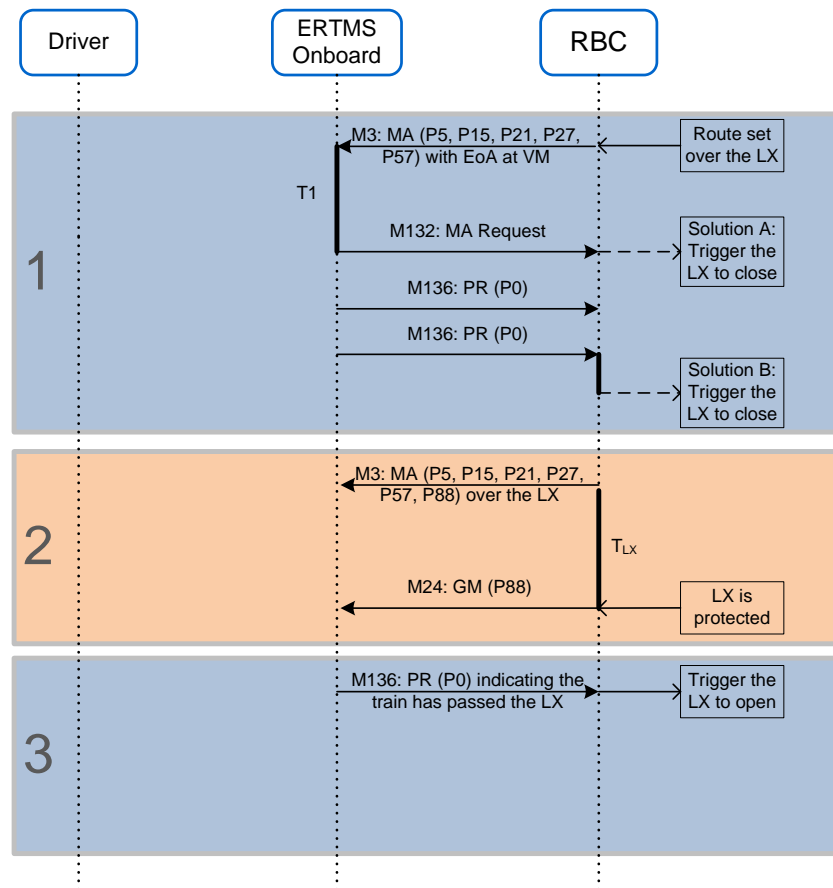 Driver
ERTMS
Onboard
RBC
1
M3: MA (P5, P15, P21, P27,
P57) with EoA at VM
Route set
over the LX
T1
M132: MA Request
Solution A:
Trigger the
LX to close
M136: PR (P0)
M136: PR (P0)
Solution B:
Trigger the
LX to close
2
M3: MA (P5, P15, P21, P27,
P57, P88) over the LX
TLX
M24: GM (P88)
LX is
protected
3
M136: PR (P0) indicating the
train has passed the LX
Trigger the
LX to open